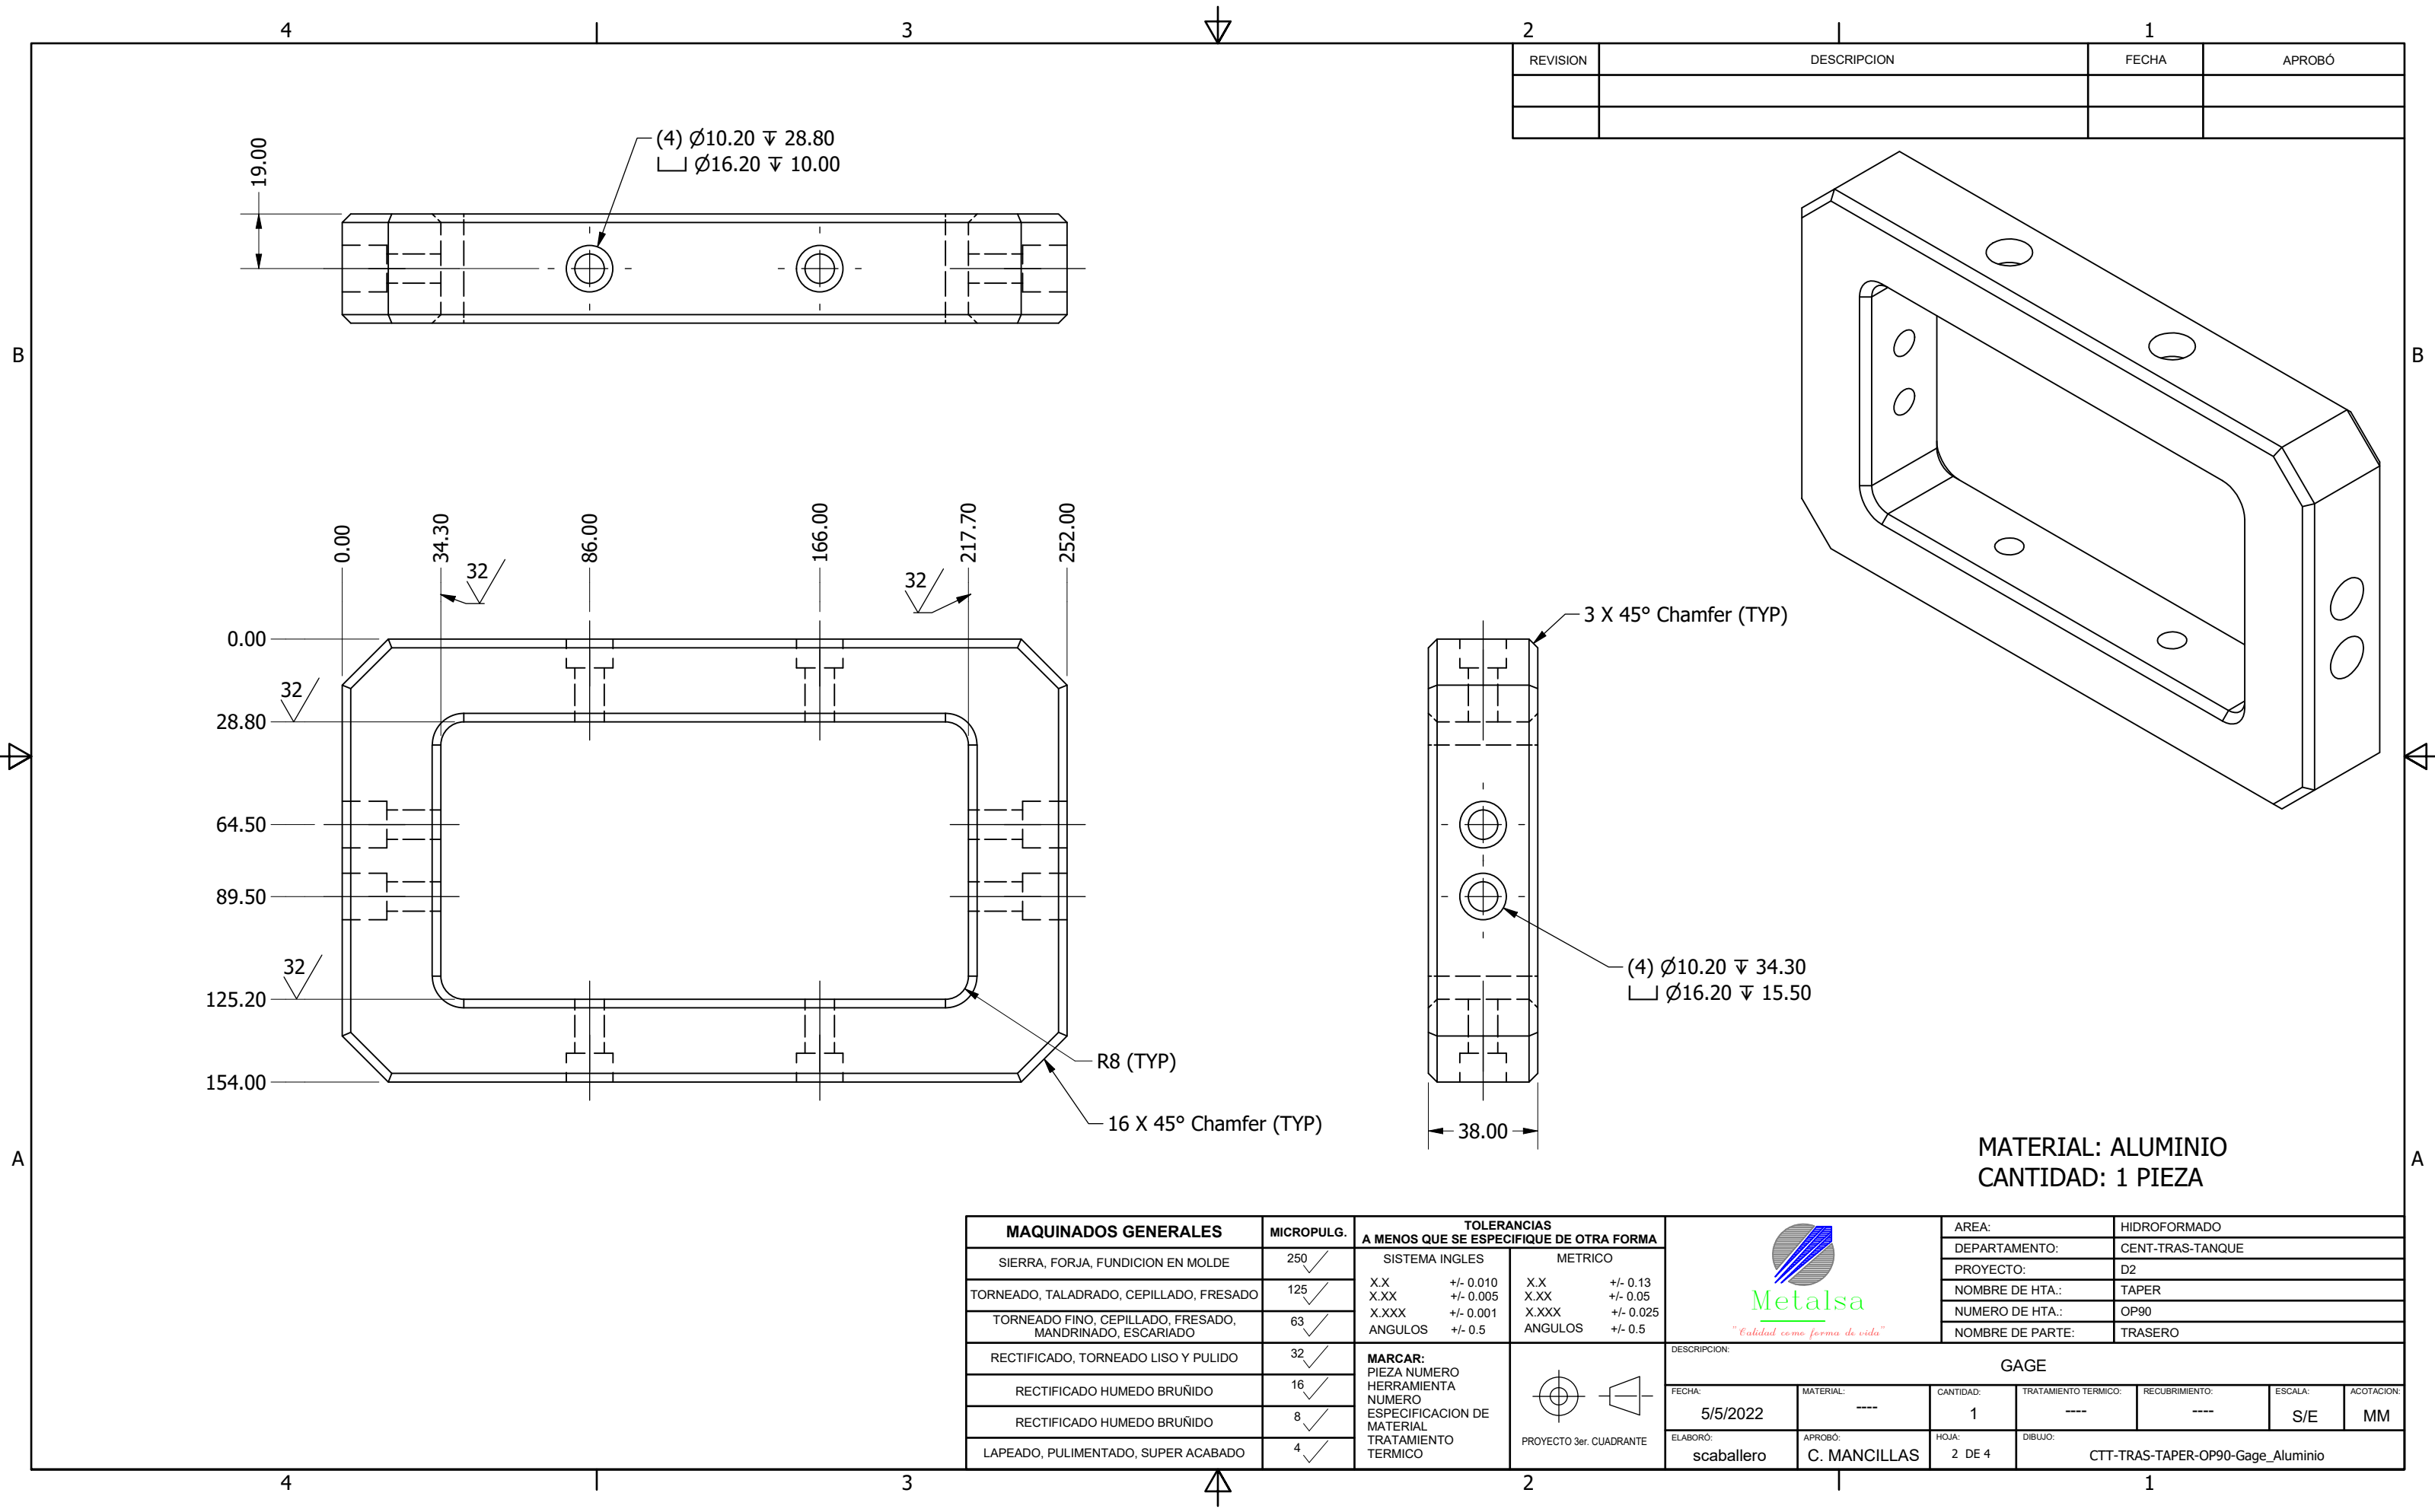 4 3 2 1
REVISION DESCRIPCION FECHA APROBÓ
(4) Ø10.20 ↧ 28.80
⌴ Ø16.20 ↧ 10.00
19.00
B B
0.00 34.30 86.00 166.00 217.70 252.00
32 32
3 X 45° Chamfer (TYP)
0.00
32
28.80
64.50
89.50
32
125.20
154.00
(4) Ø10.20 ↧ 34.30
⌴ Ø16.20 ↧ 15.50
R8 (TYP)
16 X 45° Chamfer (TYP)
38.00
MATERIAL: ALUMINIO
CANTIDAD: 1 PIEZA
A A
MAQUINADOS GENERALES MICROPULG.
SIERRA, FORJA, FUNDICION EN MOLDE 250
TORNEADO, TALADRADO, CEPILLADO, FRESADO 125
TORNEADO FINO, CEPILLADO, FRESADO,
MANDRINADO, ESCARIADO 63
RECTIFICADO, TORNEADO LISO Y PULIDO 32
RECTIFICADO HUMEDO BRUÑIDO 16
RECTIFICADO HUMEDO BRUÑIDO 8
LAPEADO, PULIMENTADO, SUPER ACABADO 4
TOLERANCIAS
A MENOS QUE SE ESPECIFIQUE DE OTRA FORMA
SISTEMA INGLES METRICO
X.X +/- 0.010 X.X +/- 0.13
X.XX +/- 0.005 X.XX +/- 0.05
X.XXX +/- 0.001 X.XXX +/- 0.025
ANGULOS +/- 0.5 ANGULOS +/- 0.5
MARCAR:
PIEZA NUMERO
HERRAMIENTA
NUMERO
ESPECIFICACION DE
MATERIAL
TRATAMIENTO
TERMICO
PROYECTO 3er. CUADRANTE
Metalsa
"Calidad como forma de vida"
AREA: HIDROFORMADO
DEPARTAMENTO: CENT-TRAS-TANQUE
PROYECTO: D2
NOMBRE DE HTA.: TAPER
NUMERO DE HTA.: OP90
NOMBRE DE PARTE: TRASERO
DESCRIPCION:
GAGE
FECHA: MATERIAL: CANTIDAD: TRATAMIENTO TERMICO: RECUBRIMIENTO: ESCALA: ACOTACION:
5/5/2022 ---- 1 ---- ---- S/E MM
ELABORÓ: APROBÓ: HOJA: DIBUJO:
scaballero C. MANCILLAS 2 DE 4 CTT-TRAS-TAPER-OP90-Gage_Aluminio
4 3 2 1